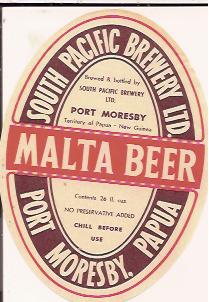 SOUTH PACIFIC BREWERY LTD
Brewed & bottled by
SOUTH PACIFIC BREWERY
LTD.
PORT MORESBY
Territory of Papua - New Guinea
MALTA BEER
Contents 26 fl. ozs.
NO PRESERVATIVE ADDED
CHILL BEFORE
USE
PORT MORESBY, PAPUA